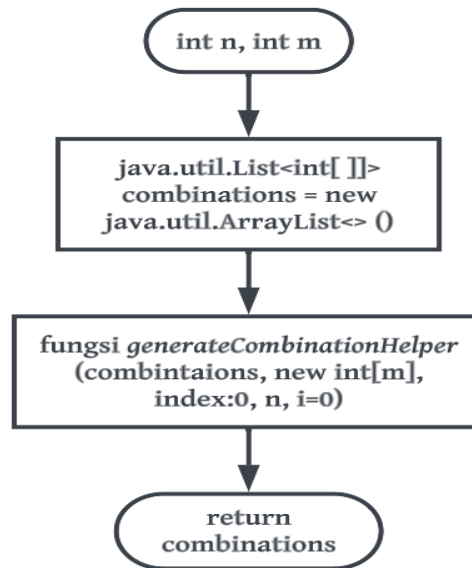 int n, int m
java.util.List<int[ ]]>
combinations = new
java.util.ArrayList<> ()
fungsi generateCombinationHelper
(combintaions, new int[m],
index:0, n, i=0)
return
combinations